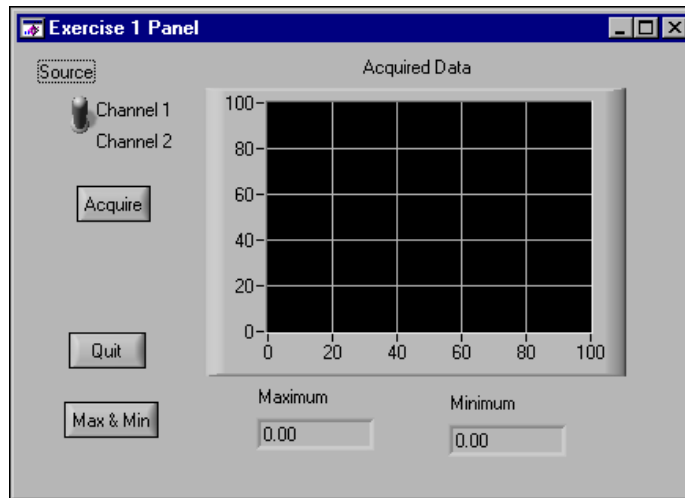 Exercise 1 Panel
Source
Channel 1
Channel 2
Acquire
Quit
Max & Min
Acquired Data
100
80
60
40
20
0
0 20 40 60 80 100
Maximum
0.00
Minimum
0.00